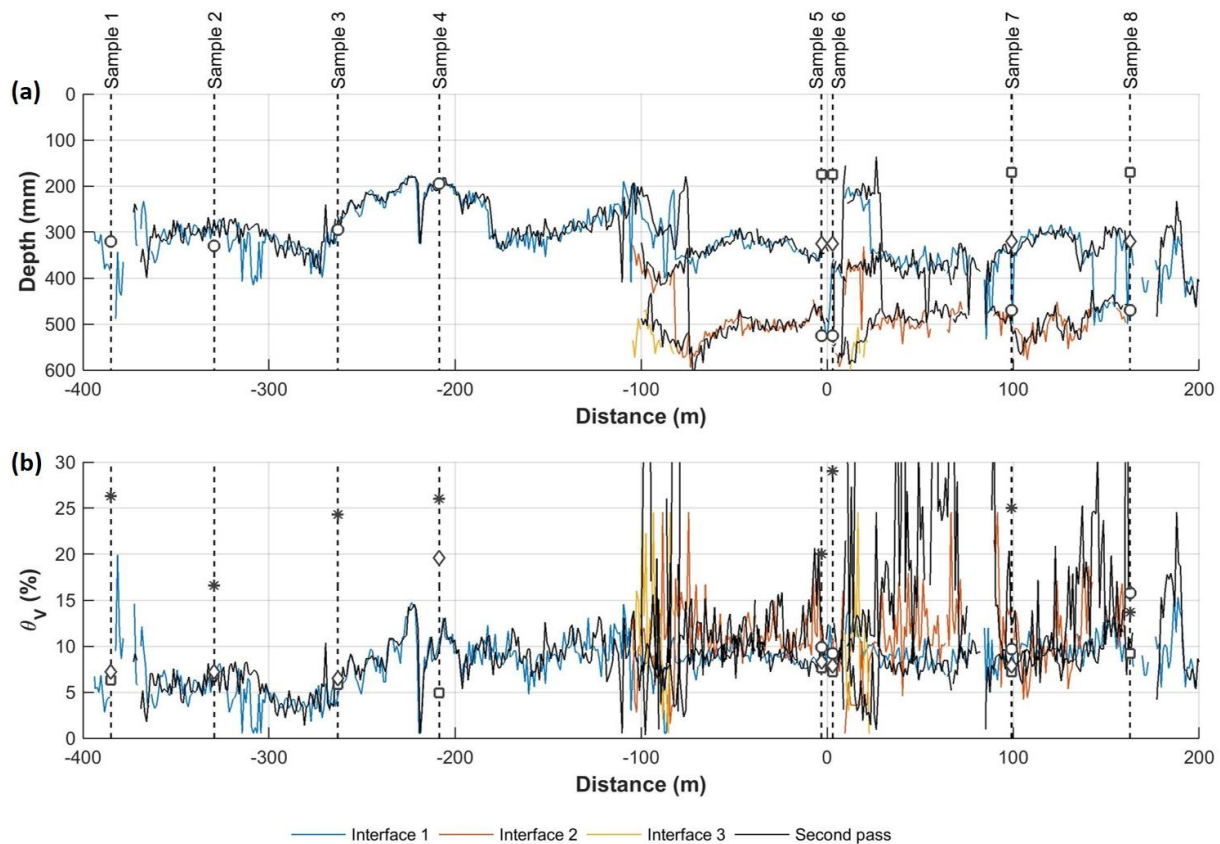 Sample 1
Sample 2
Sample 3
Sample 4
Sample 5
Sample 6
Sample 7
Sample 8
(a)
Depth (mm)
0
100
200
300
400
500
600
-400
-300
-200
-100
0
100
200
Distance (m)
(b)
θV (%)
30
25
20
15
10
5
0
-400
-300
-200
-100
0
100
200
Distance (m)
Interface 1
Interface 2
Interface 3
Second pass